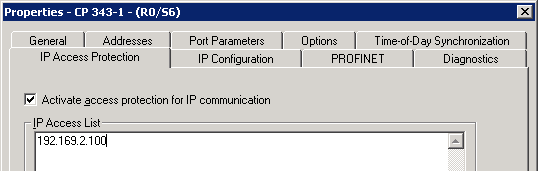 Properties - CP 343-1 - (R0/S6)
General Addresses Port Parameters Options Time-of-Day Synchronization
IP Access Protection IP Configuration PROFINET Diagnostics
Activate access protection for IP communication
IP Access List
192.169.2.100